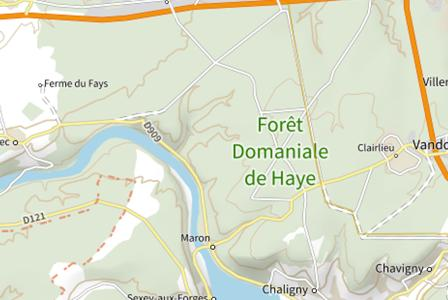 Ferme du Fays
D909
Forêt
Domaniale
de Haye
Clairlieu
D121
Maron
Chavigny
Chaligny
Sexey-aux-Forges